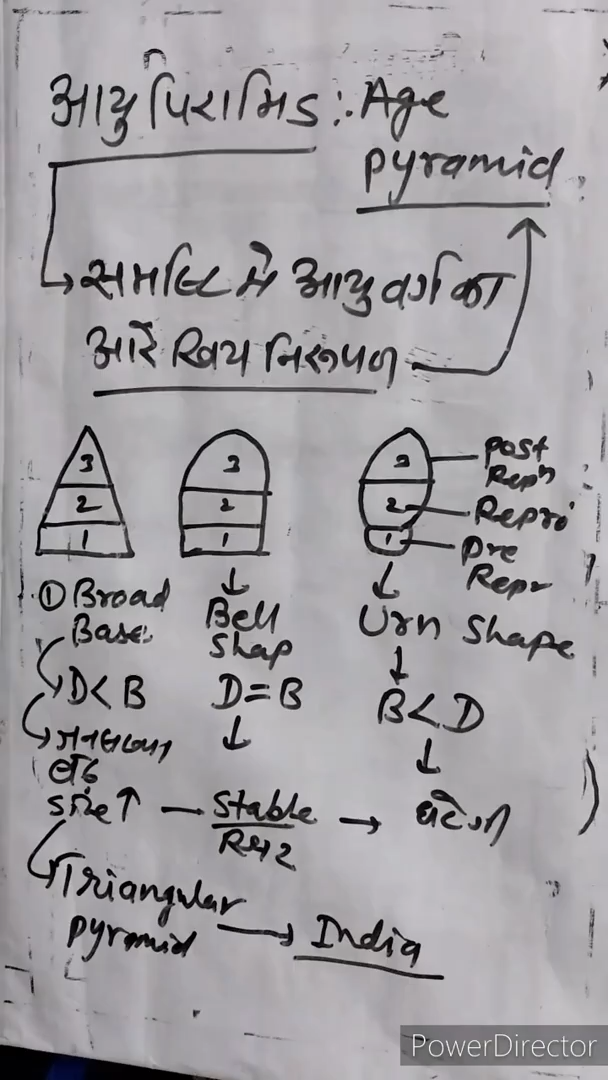 આયુ પિરામિડ :. Age
pyramid
સમષ્ટિ મે આયુ વર્ગ કા
આરેખિય નિરૂપણ
3
2
1
3
2
1
3
2
1
Post
Repn
Repro
Pre
Repr
① Broad
Base:
D<B
size ↑
Triangular
pyramid
India
Bell
Shap
D=B
Stable
સ્થિર
Urn Shape
B<D
ઘટેગી
PowerDirector